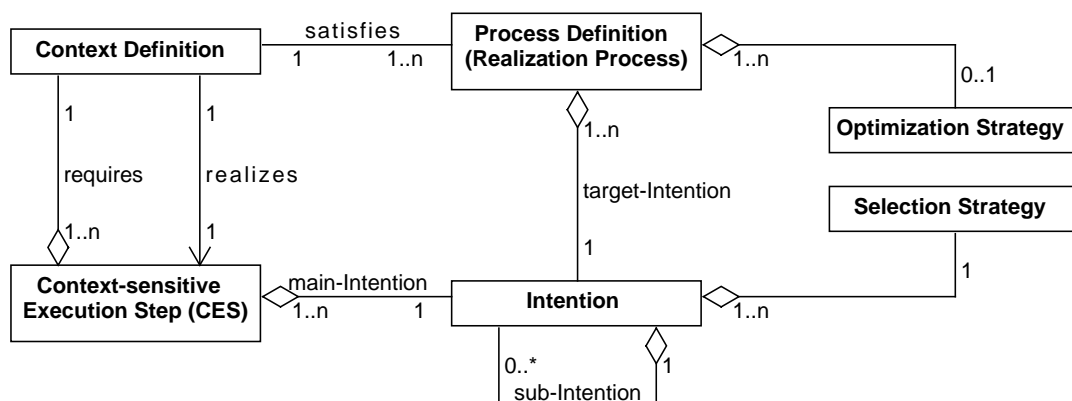 satisfies
Context Definition
1
1..n
Process Definition
(Realization Process)
1..n
0..1
Optimization Strategy
1
1
1..n
requires
realizes
target-Intention
Selection Strategy
1..n
1
1
1
Context-sensitive
Execution Step (CES)
main-Intention
1..n
1
Intention
1..n
0..*
1
sub-Intention